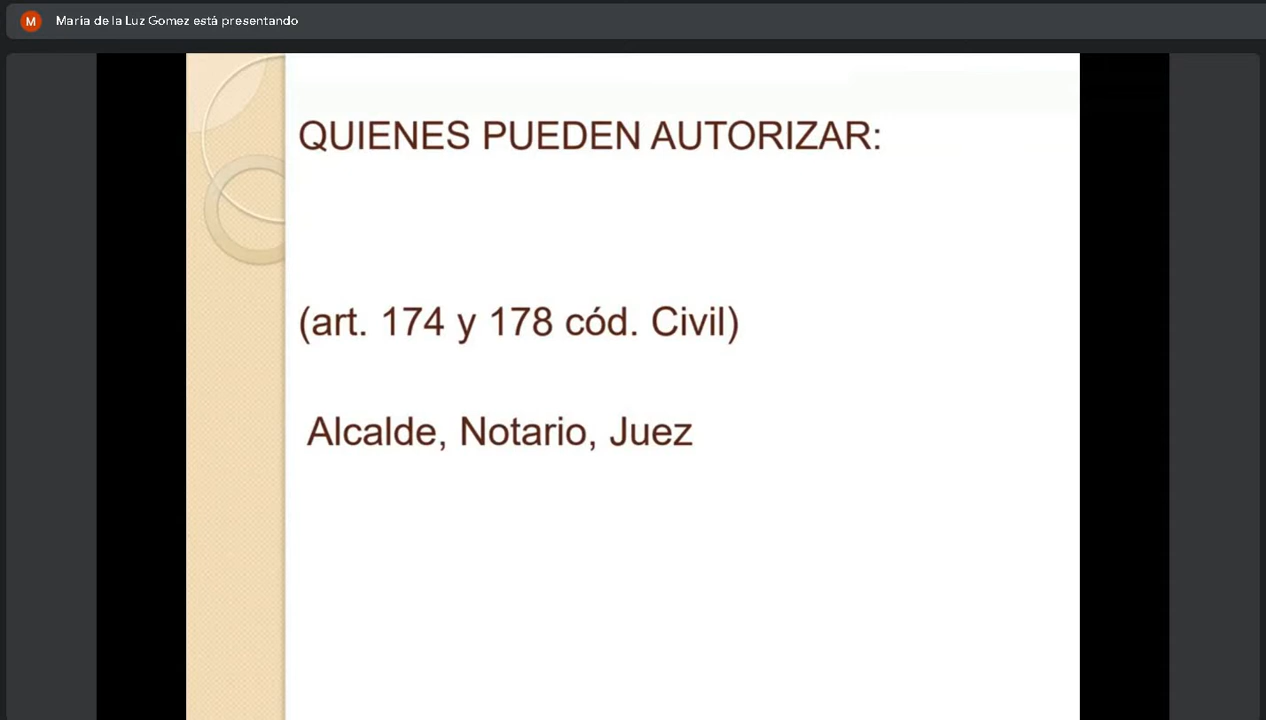 M
Maria de la Luz Gomez está presentando
QUIENES PUEDEN AUTORIZAR:
(art. 174 y 178 cód. Civil)
Alcalde, Notario, Juez